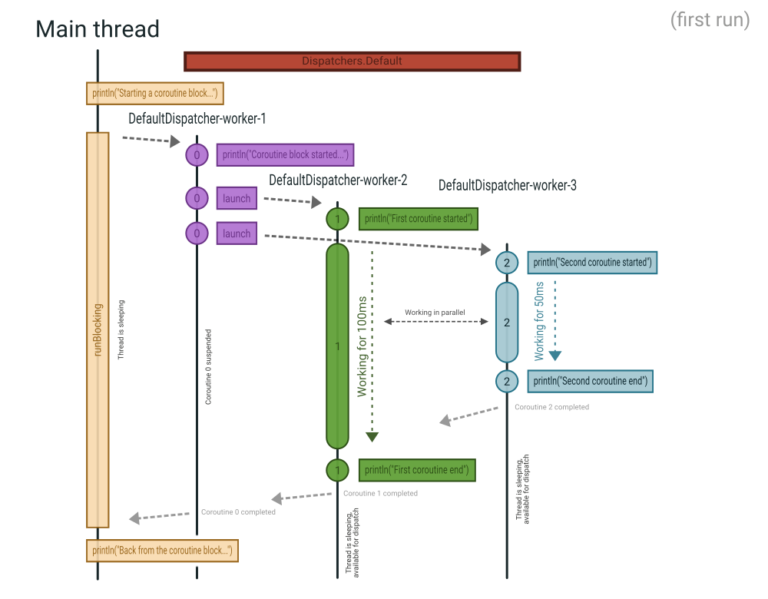 (first run)
Main thread
Dispatchers.Default
println("Starting a coroutine block...")
DefaultDispatcher-worker-1
0
println("Coroutine block started...")
DefaultDispatcher-worker-2
DefaultDispatcher-worker-3
0
launch
1
println("First coroutine started")
0
launch
2
println("Second coroutine started")
runBlocking
Thread is sleeping
Coroutine 0 suspended
1
Working for 100ms
Working in parallel
2
Working for 50ms
2
println("Second coroutine end")
Coroutine 2 completed
1
println("First coroutine end")
Thread is sleeping,
available for dispatch
Coroutine 1 completed
Coroutine 0 completed
Thread is sleeping,
available for dispatch
println("Back from the coroutine block...")